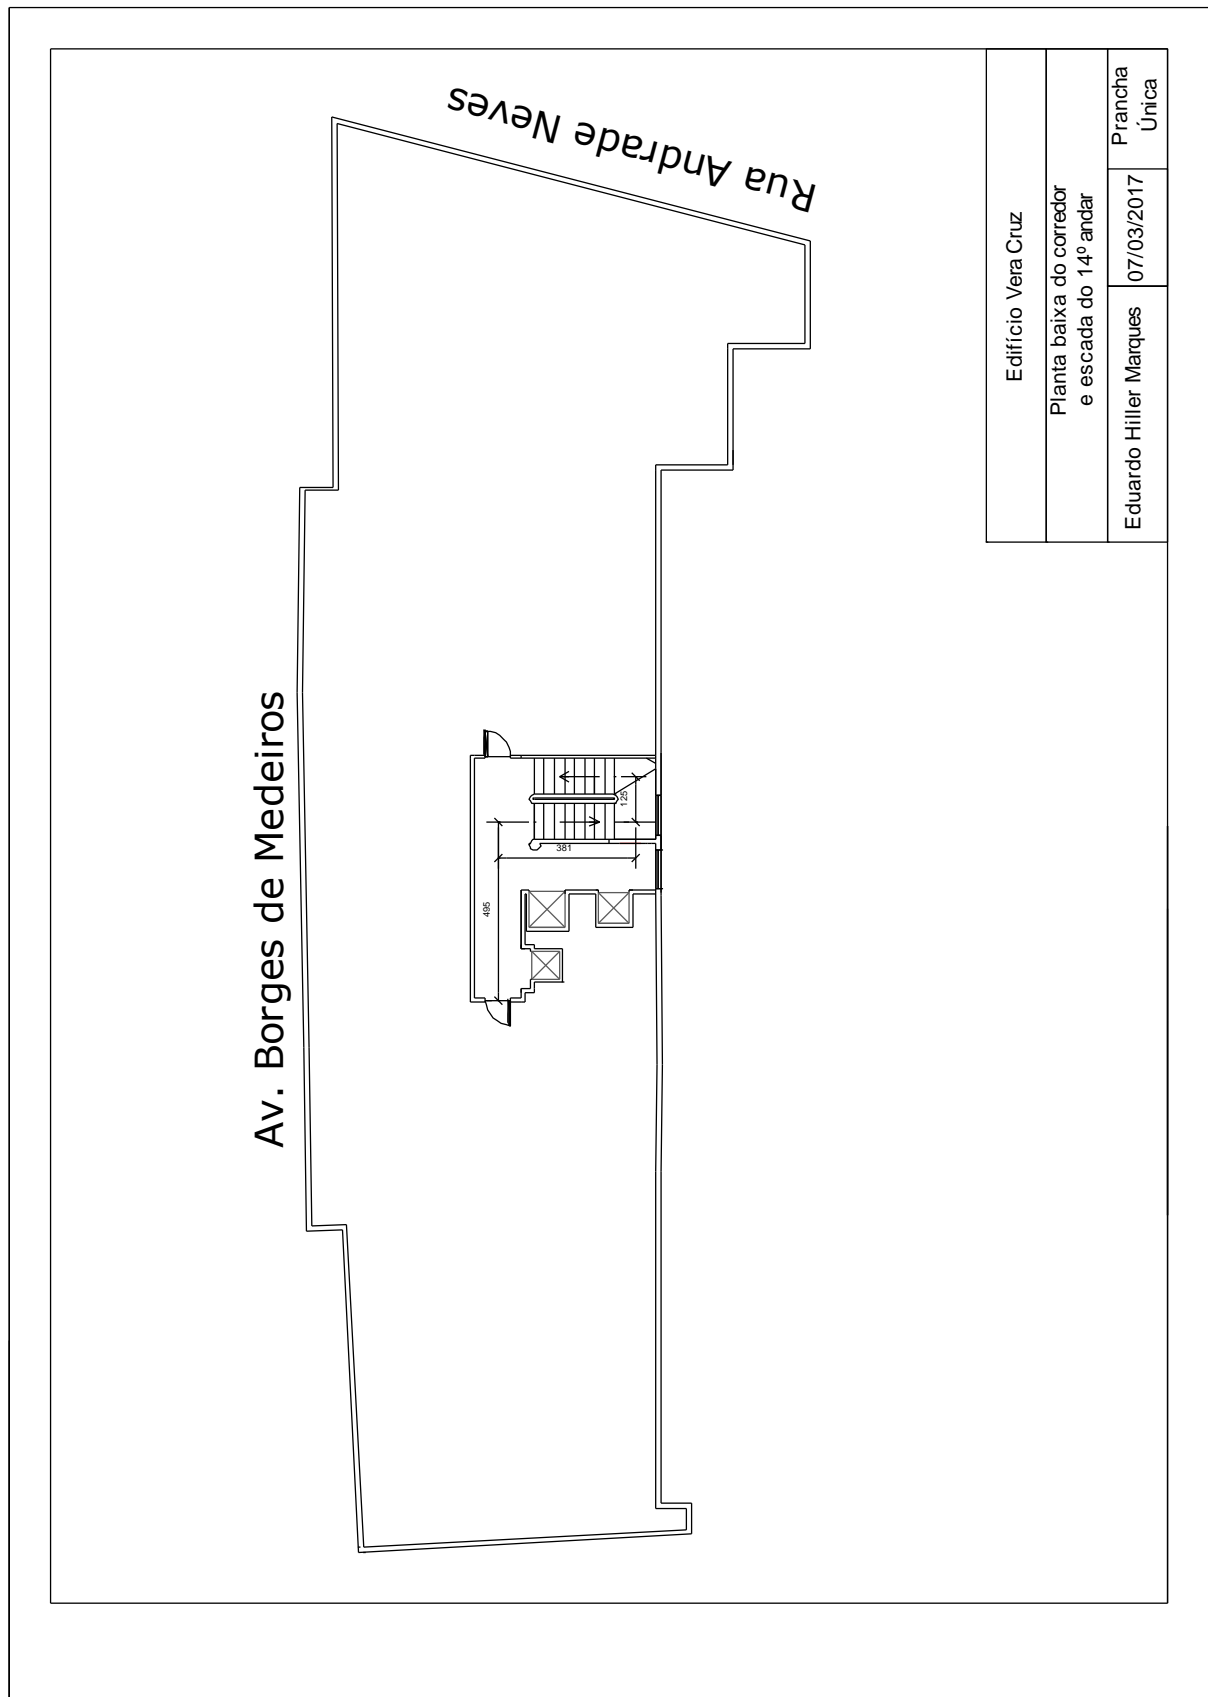 Rua Andrade Neves
Av. Borges de Medeiros
495
381
125
Edifício Vera Cruz
Planta baixa do corredor
e escada do 14º andar
Eduardo Hiller Marques
07/03/2017
Prancha
Única